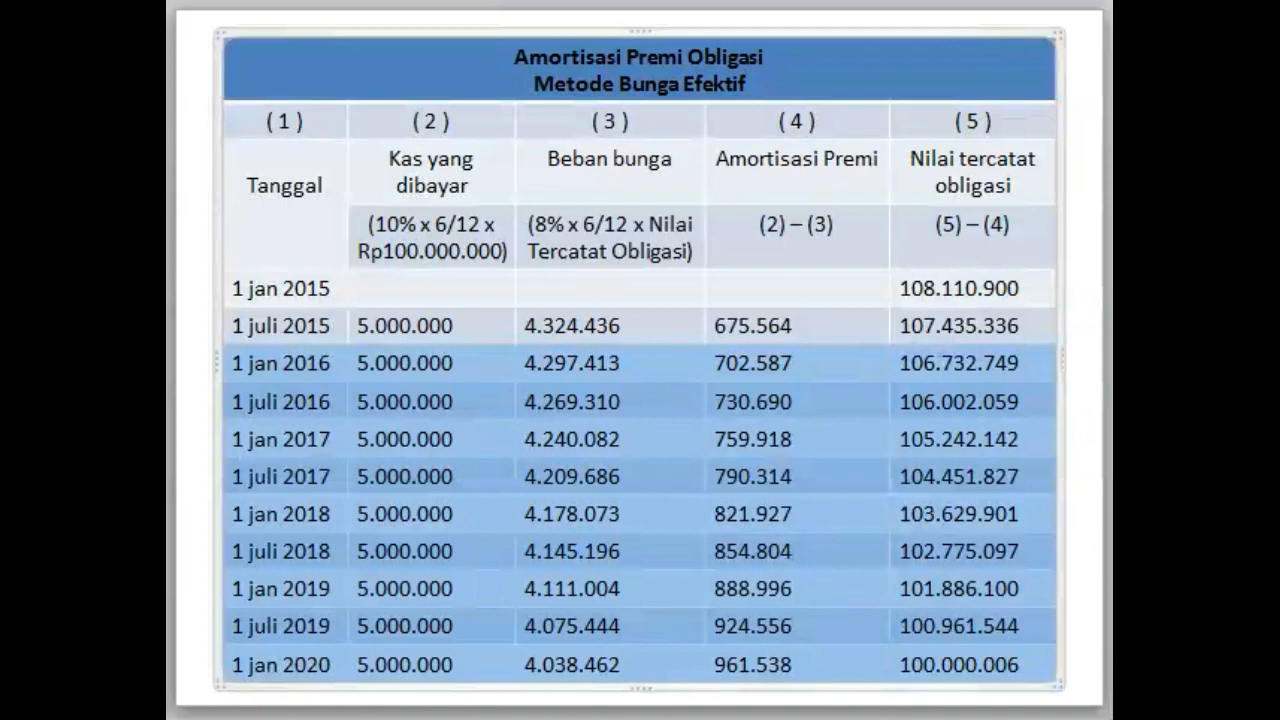 Amortisasi Premi Obligasi
Metode Bunga Efektif
( 1 ) ( 2 ) ( 3 ) ( 4 ) ( 5 )
Tanggal Kas yang dibayar Beban bunga Amortisasi Premi Nilai tercatat obligasi
(10% x 6/12 x Rp100.000.000) (8% x 6/12 x Nilai Tercatat Obligasi) (2) – (3) (5) – (4)
1 jan 2015 108.110.900
1 juli 2015 5.000.000 4.324.436 675.564 107.435.336
1 jan 2016 5.000.000 4.297.413 702.587 106.732.749
1 juli 2016 5.000.000 4.269.310 730.690 106.002.059
1 jan 2017 5.000.000 4.240.082 759.918 105.242.142
1 juli 2017 5.000.000 4.209.686 790.314 104.451.827
1 jan 2018 5.000.000 4.178.073 821.927 103.629.901
1 juli 2018 5.000.000 4.145.196 854.804 102.775.097
1 jan 2019 5.000.000 4.111.004 888.996 101.886.100
1 juli 2019 5.000.000 4.075.444 924.556 100.961.544
1 jan 2020 5.000.000 4.038.462 961.538 100.000.006